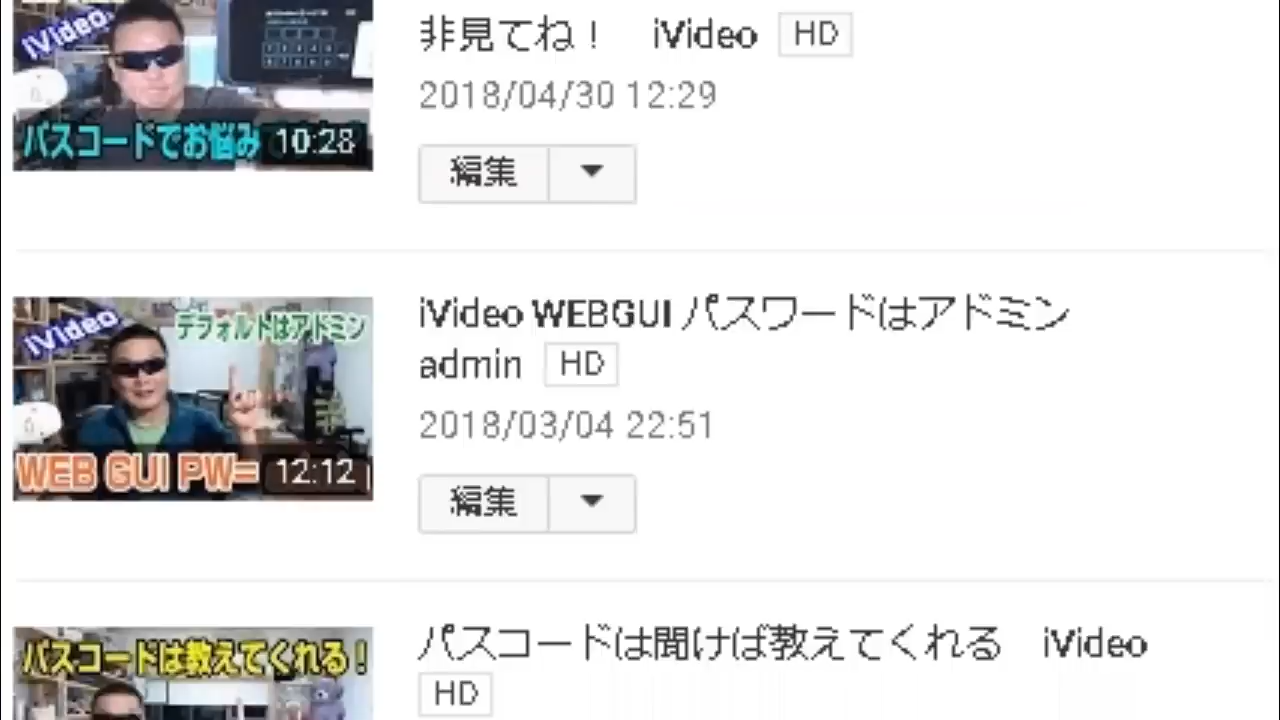 iVideo
パスコードでお悩み
10:28
非見てね！ iVideo HD
2018/04/30 12:29
編集
iVideo
デフォルトはアドミン
WEB GUI PW=
12:12
iVideo WEBGUI パスワードはアドミン
admin HD
2018/03/04 22:51
編集
パスコードは教えてくれる！
パスコードは聞けば教えてくれる iVideo
HD